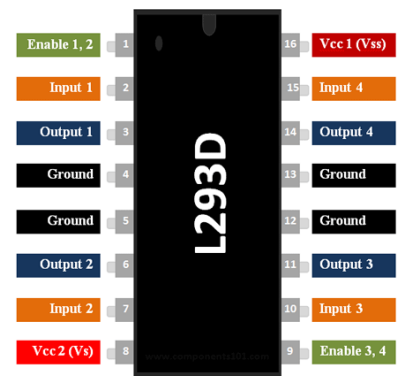 Enable 1, 2 1 16 Vcc 1 (Vss)
Input 1 2 15 Input 4
Output 1 3 14 Output 4
Ground 4 13 Ground
L293D
Ground 5 12 Ground
Output 2 6 11 Output 3
Input 2 7 10 Input 3
Vcc 2 (Vs) 8 9 Enable 3, 4
www.components101.com